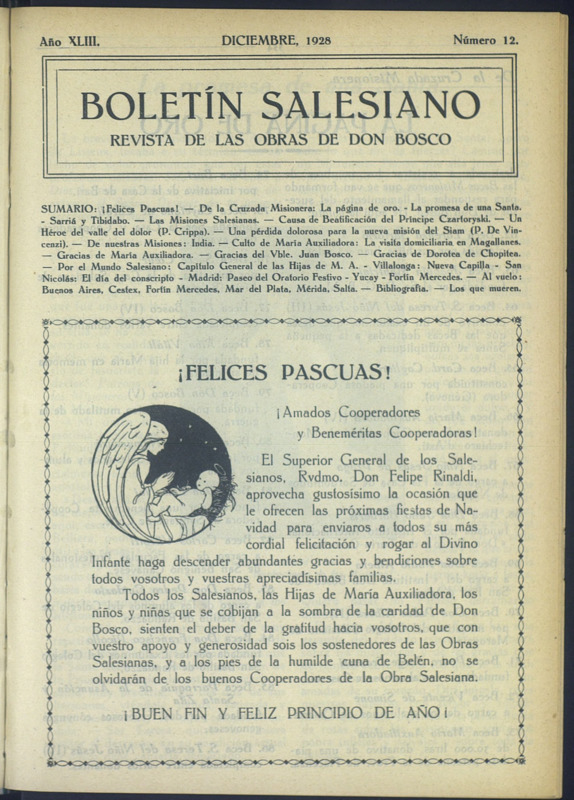 Año XLIII. DICIEMBRE, 1928 Número 12.
BOLETÍN SALESIANO
REVISTA DE LAS OBRAS DE DON BOSCO
SUMARIO: ¡Felices Pascuas! — De la Cruzada Misionera: La página de oro. - La promesa de una Santa.
- Sarriá y Tibidabo. — Las Misiones Salesianas. — Causa de Beatificación del Príncipe Czartoryski. — Un
Héroe del valle del dolor (P. Crippa). — Una pérdida dolorosa para la nueva misión del Siam (P. De Vin-
cenzi). — De nuestras Misiones: India. — Culto de María Auxiliadora: La visita domiciliaria en Magallanes.
— Gracias de María Auxiliadora. — Gracias del Vble. Juan Bosco. — Gracias de Dorotea de Chopitea.
— Por el Mundo Salesiano: Capítulo General de las Hijas de M. A. - Villalonga: Nueva Capilla - San
Nicolás: El día del conscripto - Madrid: Paseo del Oratorio Festivo - Yucay - Fortín Mercedes. — Al vuelo:
Buenos Aires, Cestex, Fortín Mercedes, Mar del Plata, Mérida, Salta. — Bibliografía. — Los que mueren.
¡FELICES PASCUAS!
¡Amados Cooperadores
y Beneméritas Cooperadoras!
El Superior General de los Sale-
sianos, Rvdmo. Don Felipe Rinaldi,
aprovecha gustosísimo la ocasión que
le ofrecen las próximas fiestas de Na-
vidad para enviaros a todos su más
cordial felicitación y rogar al Divino
Infante haga descender abundantes gracias y bendiciones sobre
todos vosotros y vuestras apreciadísimas familias.
Todos los Salesianos, las Hijas de María Auxiliadora, los
niños y niñas que se cobijan a la sombra de la caridad de Don
Bosco, sienten el deber de la gratitud hacia vosotros, que con
vuestro apoyo y generosidad sois los sostenedores de las Obras
Salesianas, y a los pies de la humilde cuna de Belén, no se
olvidarán de los buenos Cooperadores de la Obra Salesiana.
¡BUEN FIN Y FELIZ PRINCIPIO DE AÑO¡